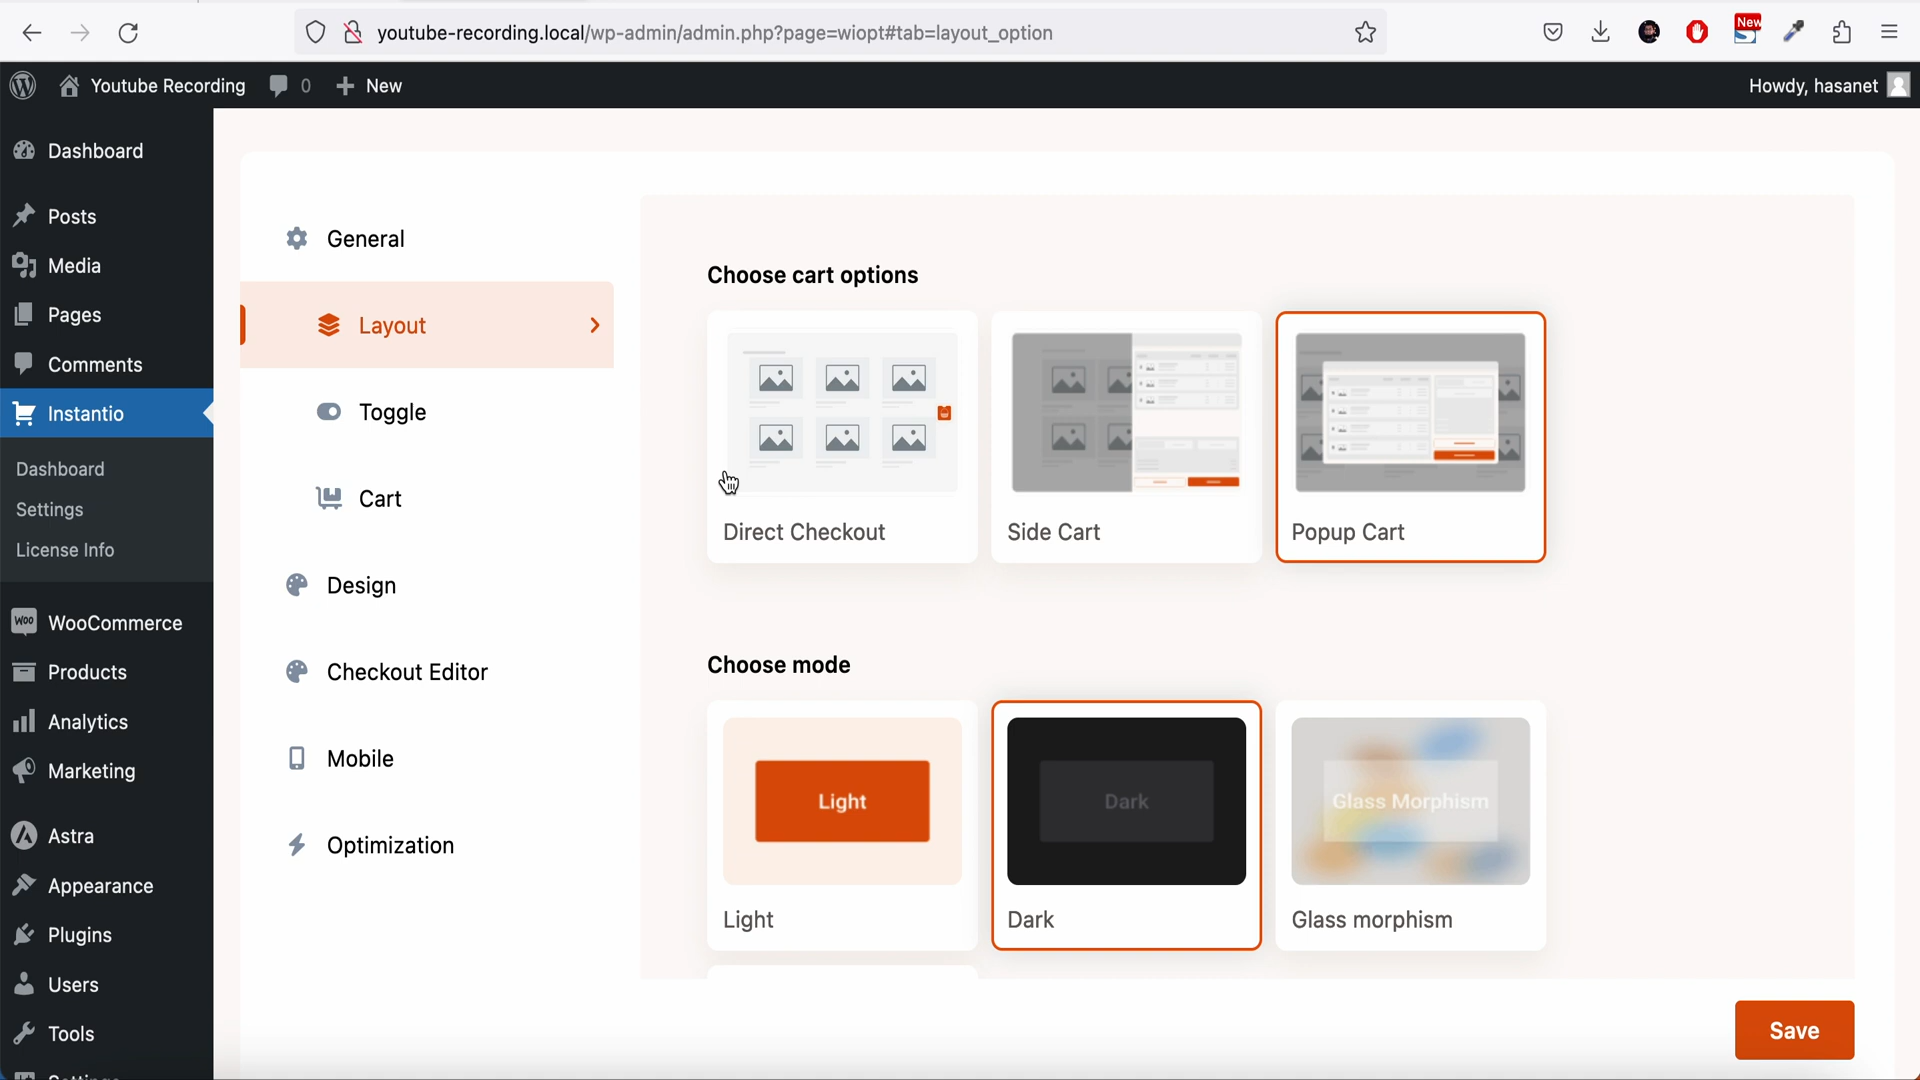 youtube-recording.local/wp-admin/admin.php?page=wiopt#tab=layout_option
New
Youtube Recording
0
New
Howdy, hasanet
Dashboard
Posts
Media
Pages
Comments
Instantio
Dashboard
Settings
License Info
WOO WooCommerce
Products
Analytics
Marketing
Astra
Appearance
Plugins
Users
Tools
General
Layout
Toggle
Cart
Design
Checkout Editor
Mobile
Optimization
Choose cart options
Direct Checkout
Side Cart
Popup Cart
Choose mode
Light
Dark
Glass Morphism
Light
Dark
Glass morphism
Save